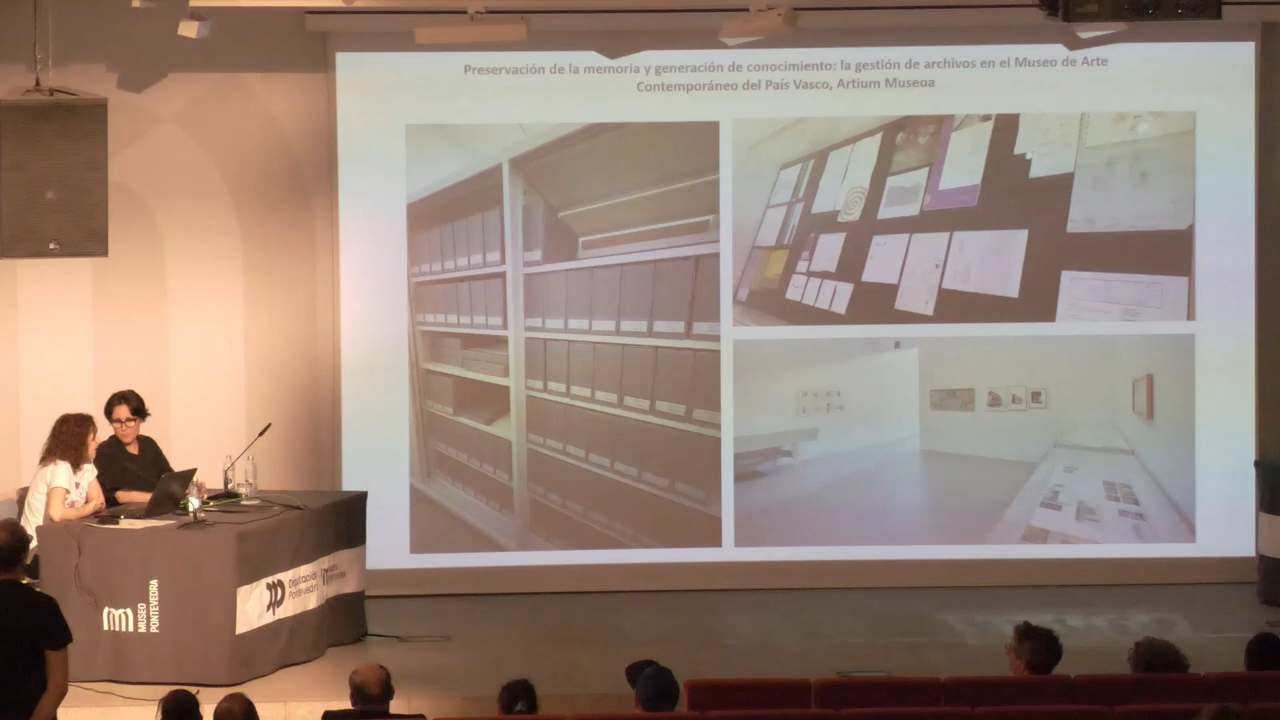 Preservación de la memoria y generación de conocimiento: la gestión de archivos en el Museo de Arte
Contemporáneo del País Vasco, Artium Museoa
MUSEO
PONTEVEDRA
Deputación
Pontevedra